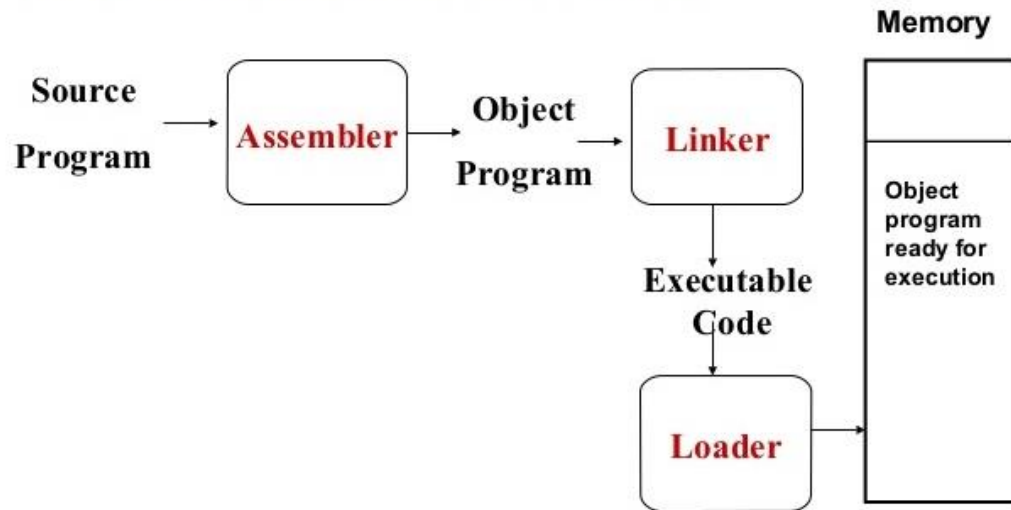 Source
Program
Assembler
Object
Program
Linker
Executable
Code
Loader
Memory
Object
program
ready for
execution